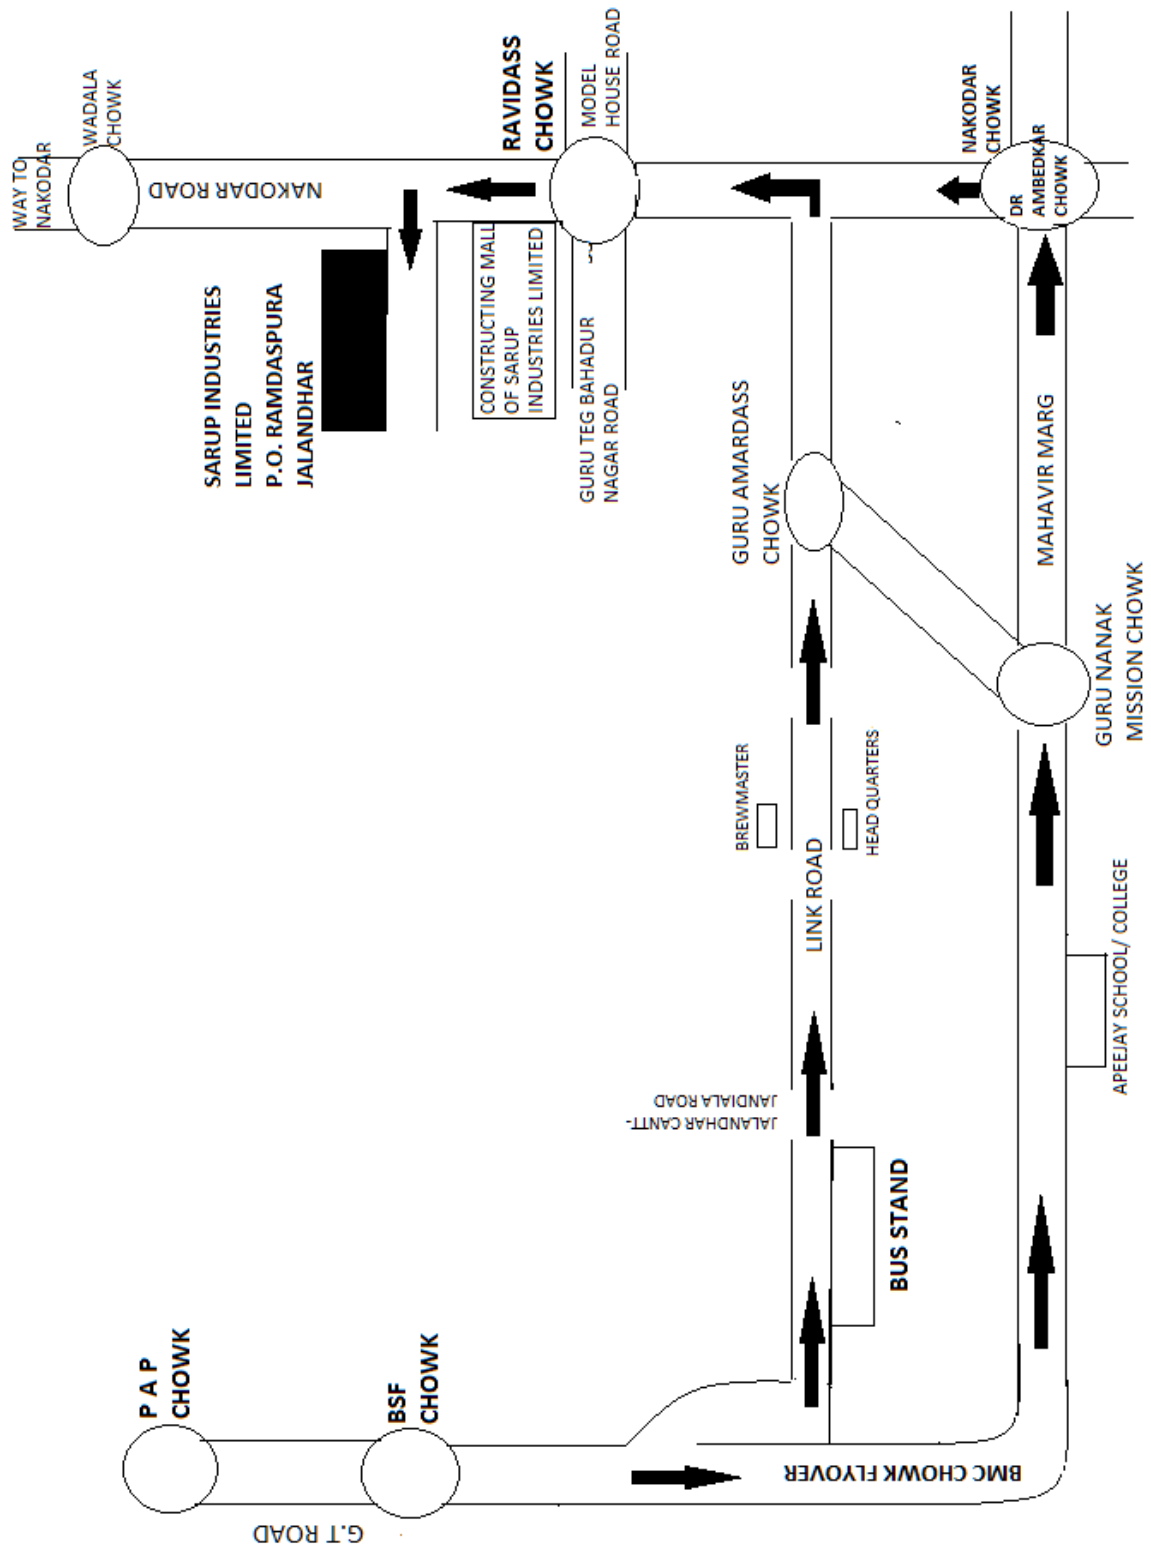 WAY TO
NAKODAR
WADALA
CHOWK
NAKODAR ROAD
RAVIDASS
CHOWK
MODEL
HOUSE ROAD
NAKODAR
CHOWK
DR
AMBEDKAR
CHOWK
SARUP INDUSTRIES
LIMITED
P.O. RAMDASPURA
JALANDHAR
CONSTRUCTING MALL
OF SARUP
INDUSTRIES LIMITED
GURU TEG BAHADUR
NAGAR ROAD
GURU AMARDASS
CHOWK
MAHAVIR MARG
GURU NANAK
MISSION CHOWK
BREWMASTER
HEAD QUARTERS
LINK ROAD
APEEJAY SCHOOL/ COLLEGE
JALANDHAR CANTT-
JANDIALA ROAD
BUS STAND
P A P
CHOWK
BSF
CHOWK
BMC CHOWK FLYOVER
G.T ROAD